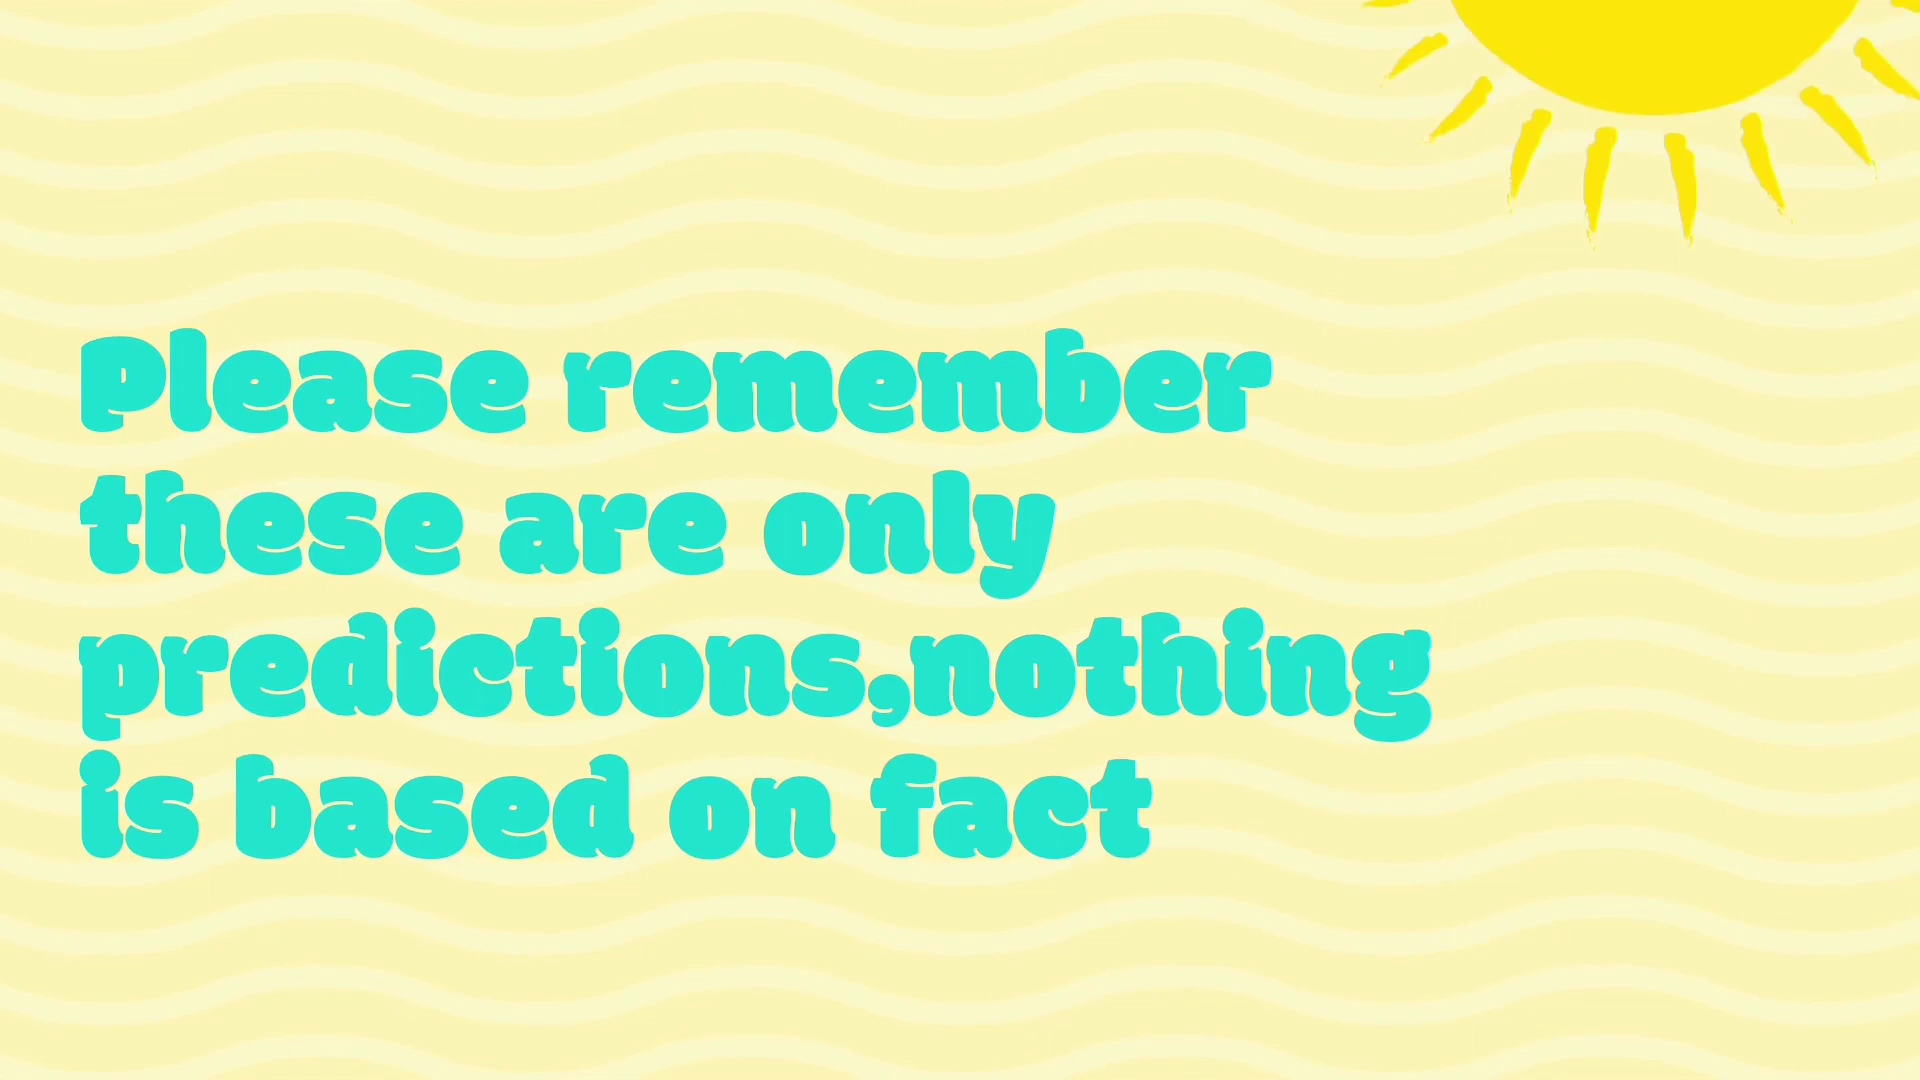 Please remember
these are only
predictions,nothing
is based on fact